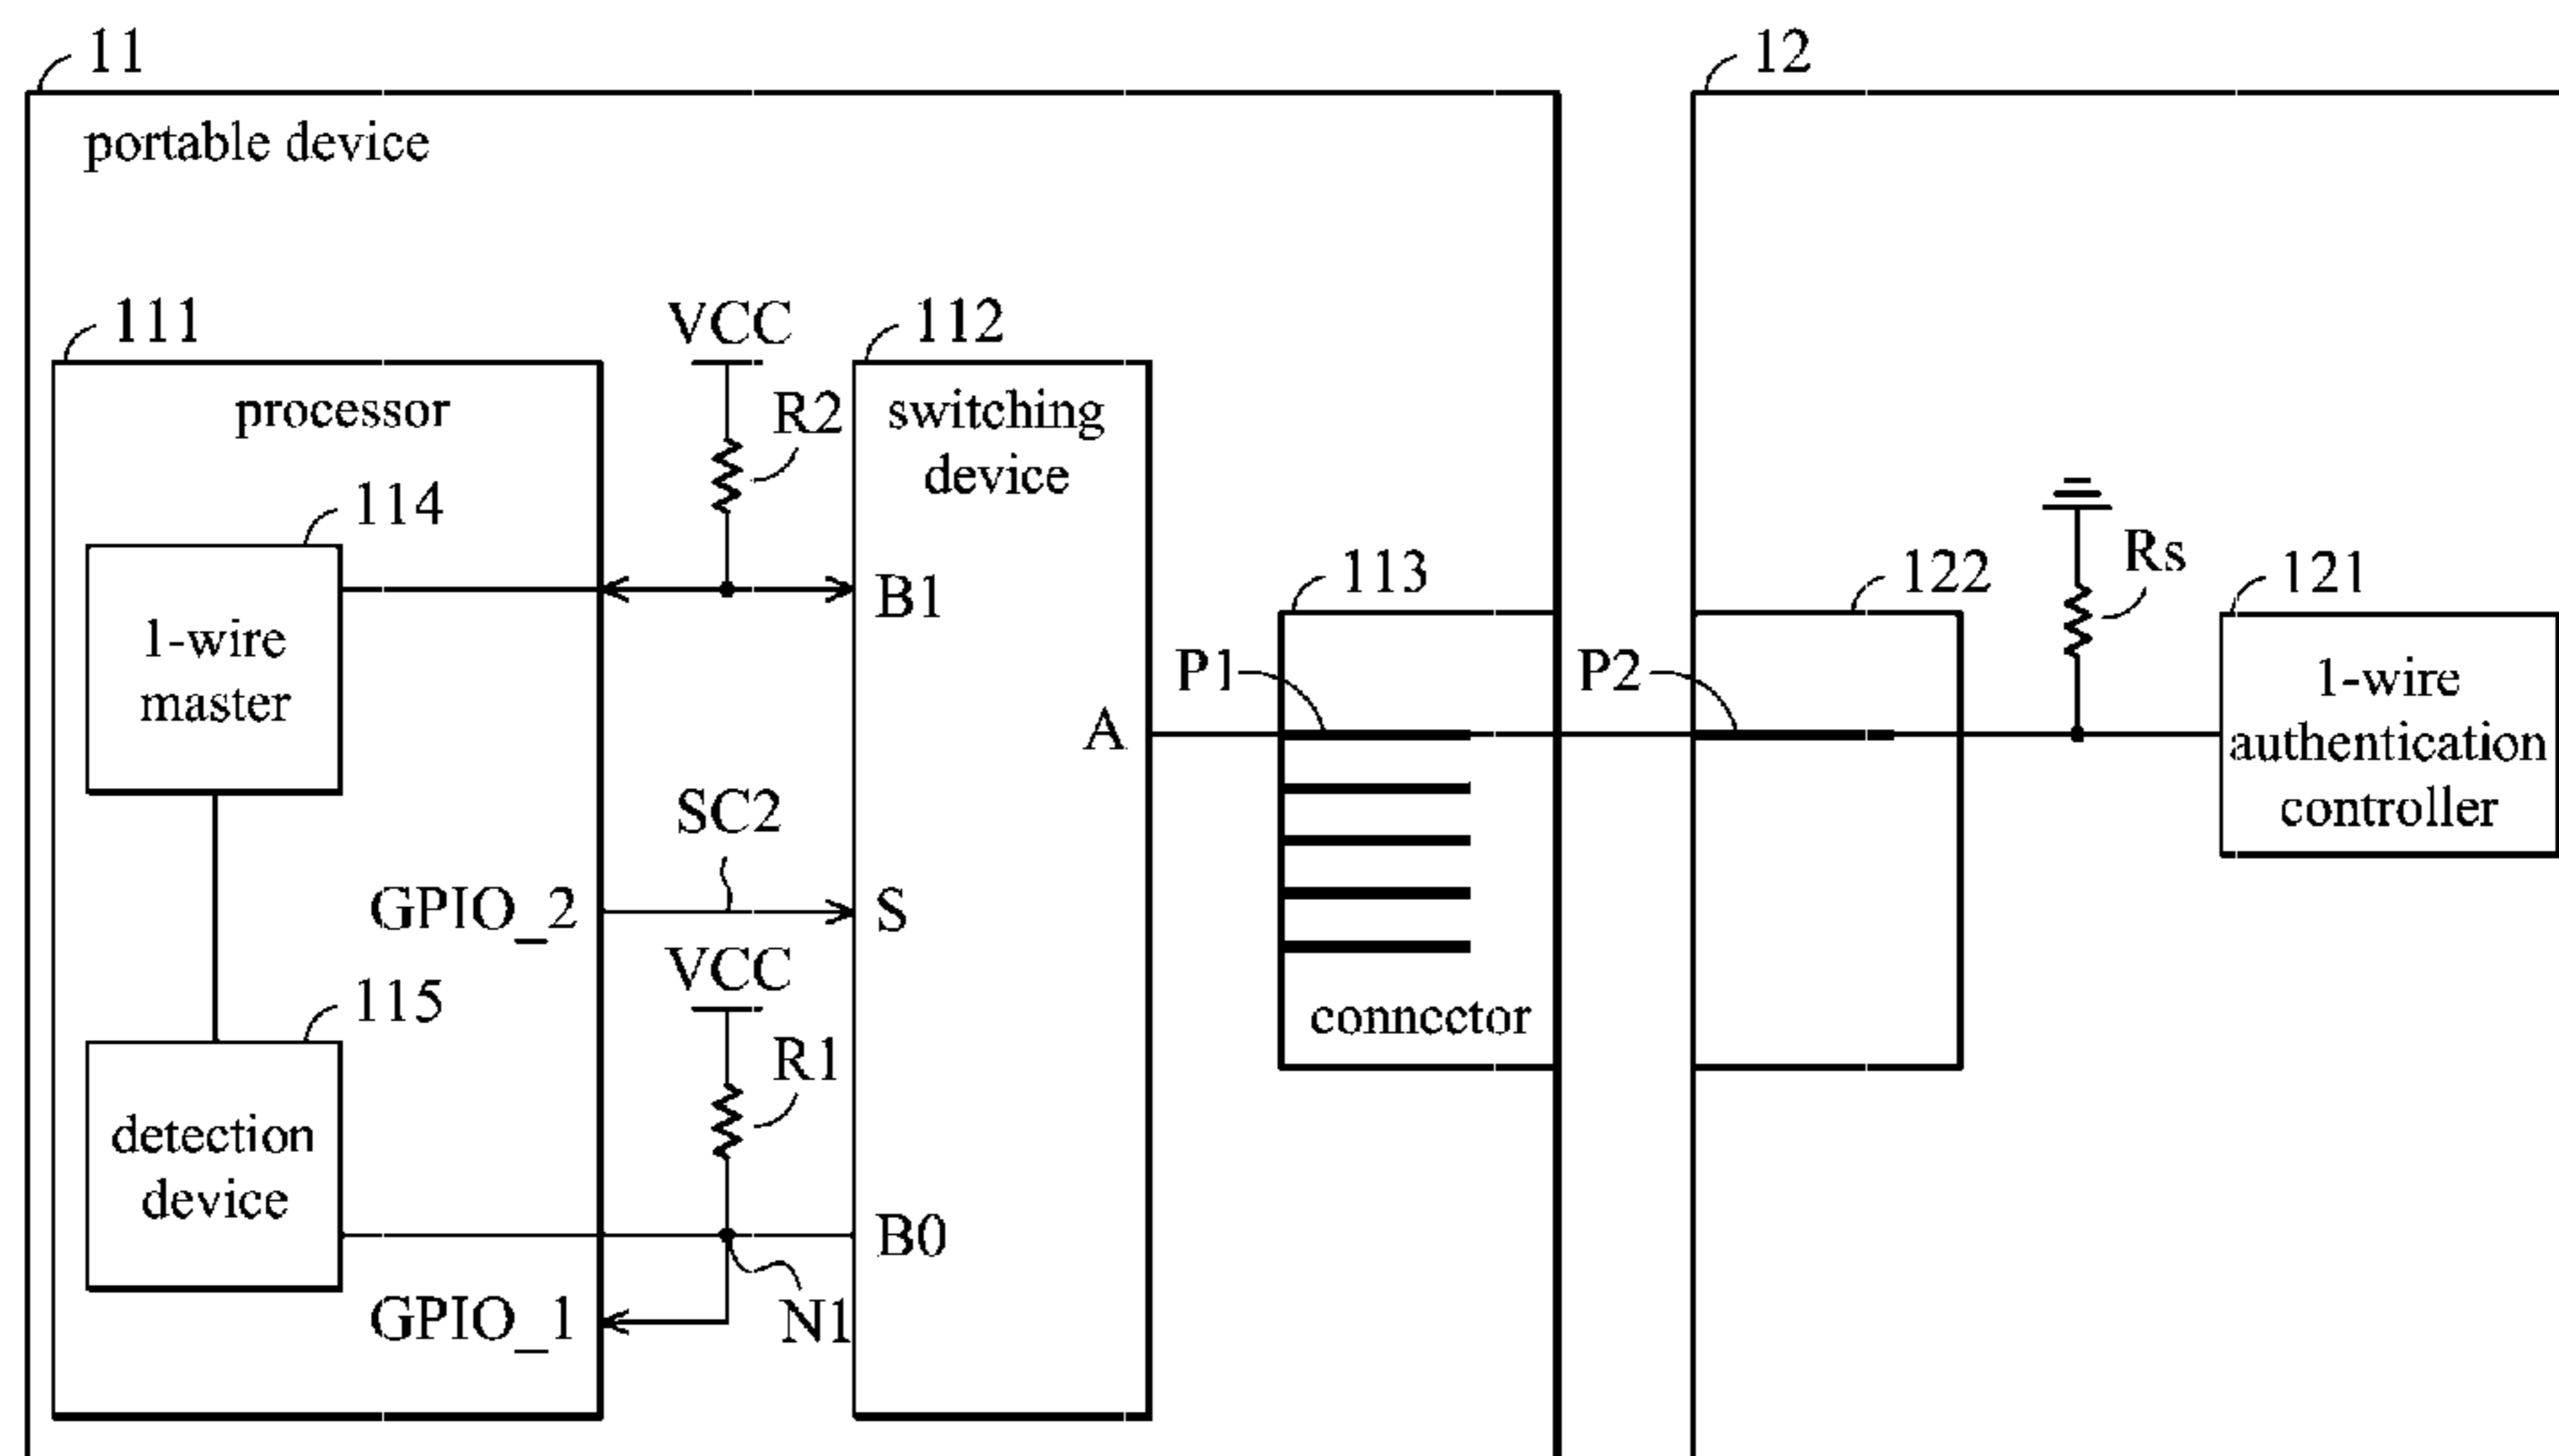 11
12
portable device
111
VCC
112
processor
R2
switching
device
114
Rs
113
122
121
B1
1-wire
master
P1
P2
1-wire
authentication
controller
A
SC2
GPIO_2
S
VCC
115
connector
R1
detection
device
B0
GPIO_1
N1